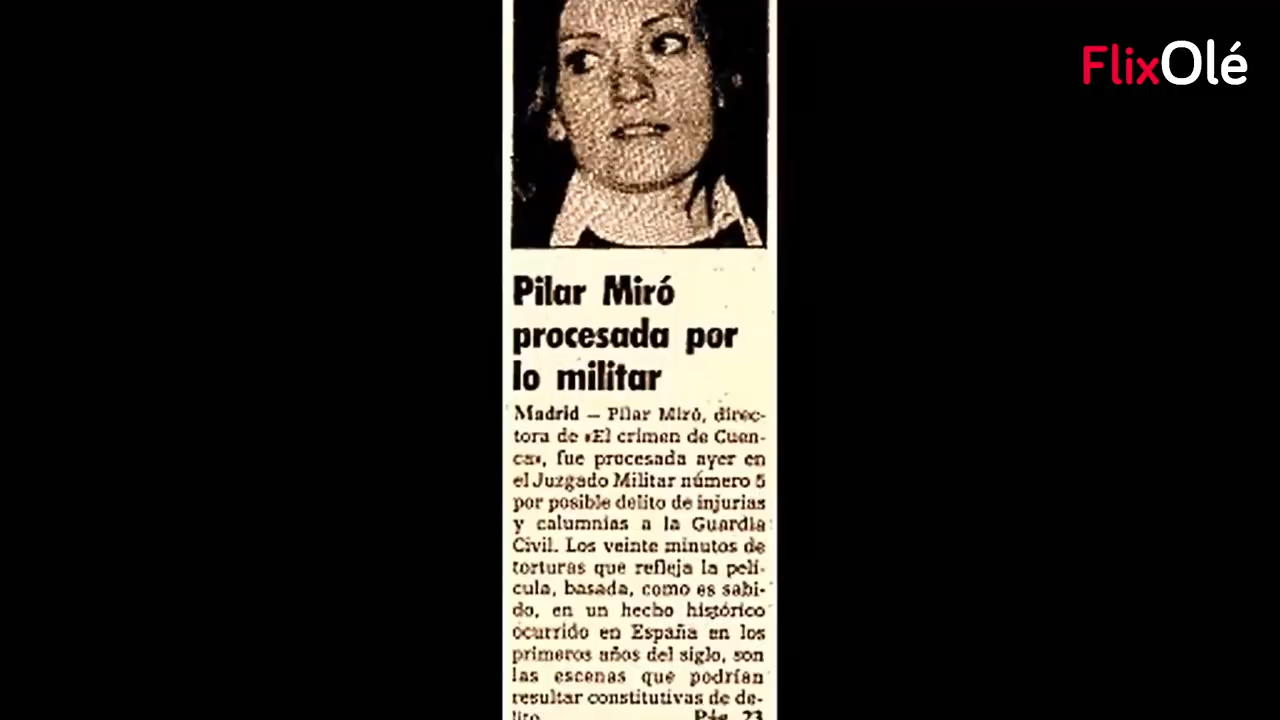 FlixOlé
Pilar Miró
procesada por
lo militar
Madrid — Pilar Miró, direc-
tora de «El crimen de Cuen-
ca», fue procesada ayer en
el Juzgado Militar número 5
por posible delito de injurias
y calumnias a la Guardia
Civil. Los veinte minutos de
torturas que refleja la pelí-
cula, basada, como es sabi-
do, en un hecho histórico
ocurrido en España en los
primeros años del siglo, son
las escenas que podrían
resultar constitutivas de de-
lito. Pág. 23